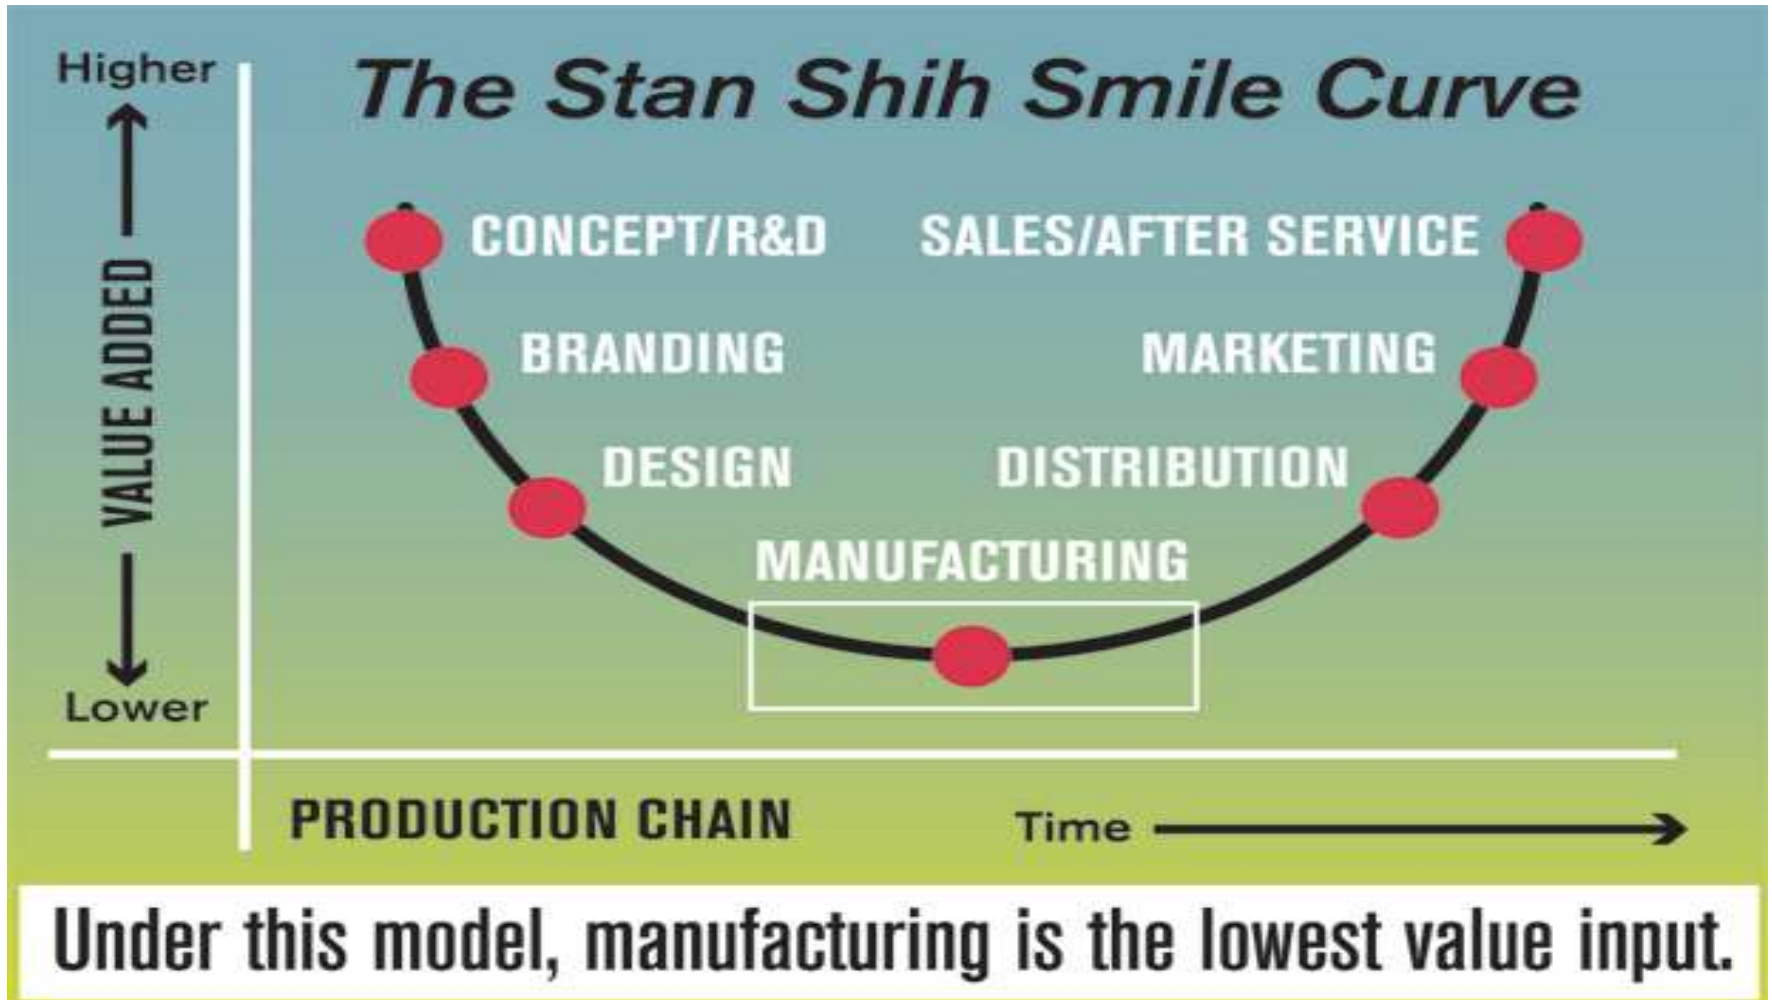 The Stan Shih Smile Curve
Higher
VALUE ADDED
Lower
CONCEPT/R&D
SALES/AFTER SERVICE
BRANDING
MARKETING
DESIGN
DISTRIBUTION
MANUFACTURING
PRODUCTION CHAIN
Time
Under this model, manufacturing is the lowest value input.